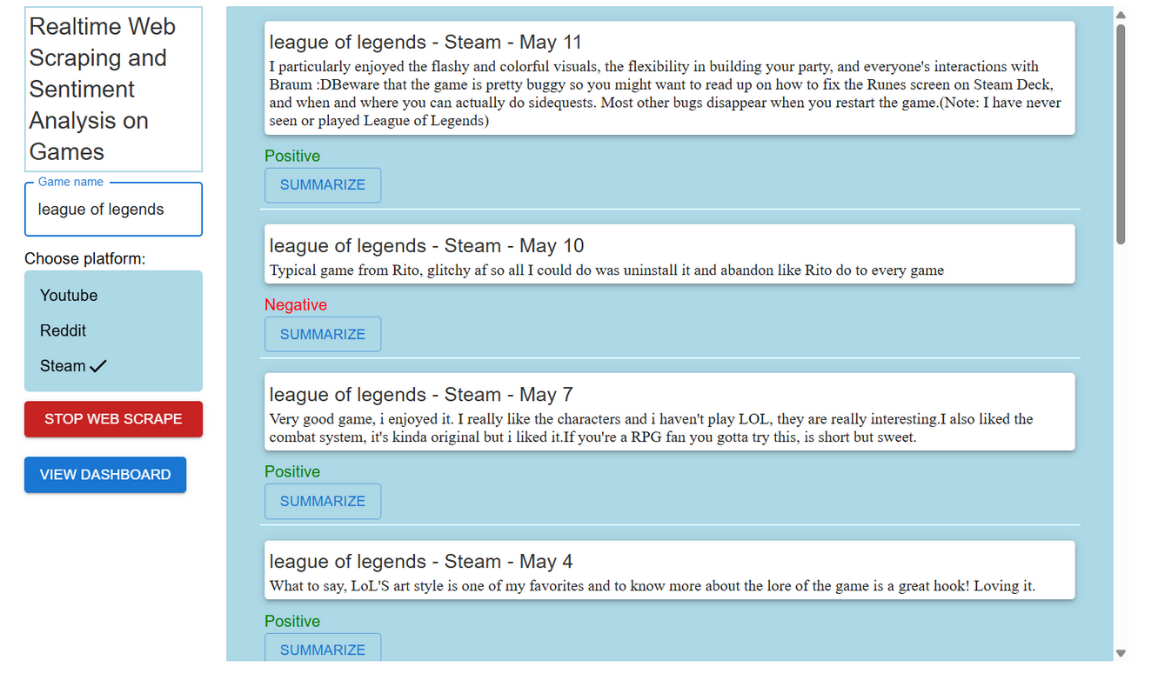 Realtime Web
Scraping and
Sentiment
Analysis on
Games
Game name
league of legends
Choose platform:
Youtube
Reddit
Steam
STOP WEB SCRAPE
VIEW DASHBOARD
league of legends - Steam - May 11
I particularly enjoyed the flashy and colorful visuals, the flexibility in building your party, and everyone's interactions with
Braum :DBeware that the game is pretty buggy so you might want to read up on how to fix the Runes screen on Steam Deck,
and when and where you can actually do sidequests. Most other bugs disappear when you restart the game.(Note: I have never
seen or played League of Legends)
Positive
SUMMARIZE
league of legends - Steam - May 10
Typical game from Rito, glitchy af so all I could do was uninstall it and abandon like Rito do to every game
Negative
SUMMARIZE
league of legends - Steam - May 7
Very good game, i enjoyed it. I really like the characters and i haven't play LOL, they are really interesting.I also liked the
combat system, it's kinda original but i liked it.If you're a RPG fan you gotta try this, is short but sweet.
Positive
SUMMARIZE
league of legends - Steam - May 4
What to say, LoL'S art style is one of my favorites and to know more about the lore of the game is a great hook! Loving it.
Positive
SUMMARIZE